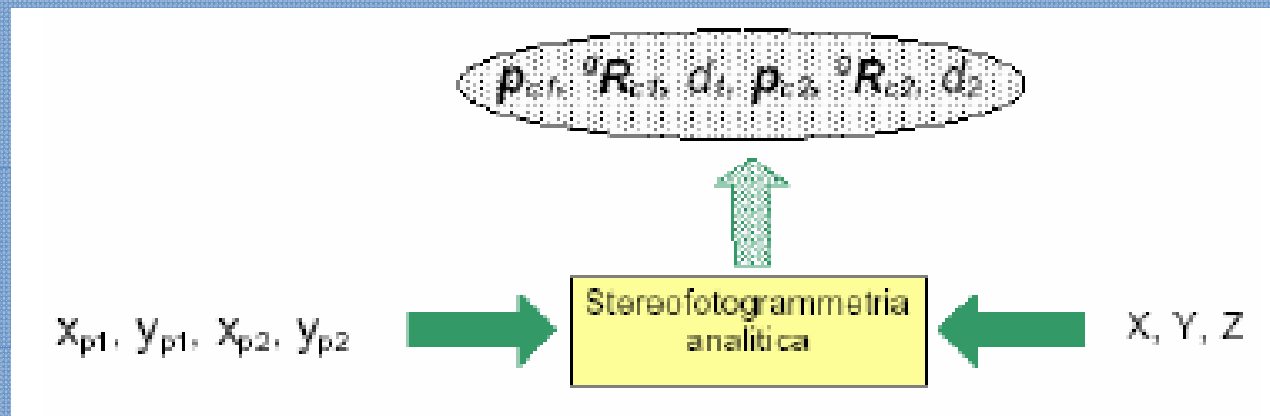 p_c1, ^gR_c1, d_1, p_c2, ^gR_c2, d_2
x_p1, y_p1, x_p2, y_p2
Stereofotogrammetria
analitica
X, Y, Z